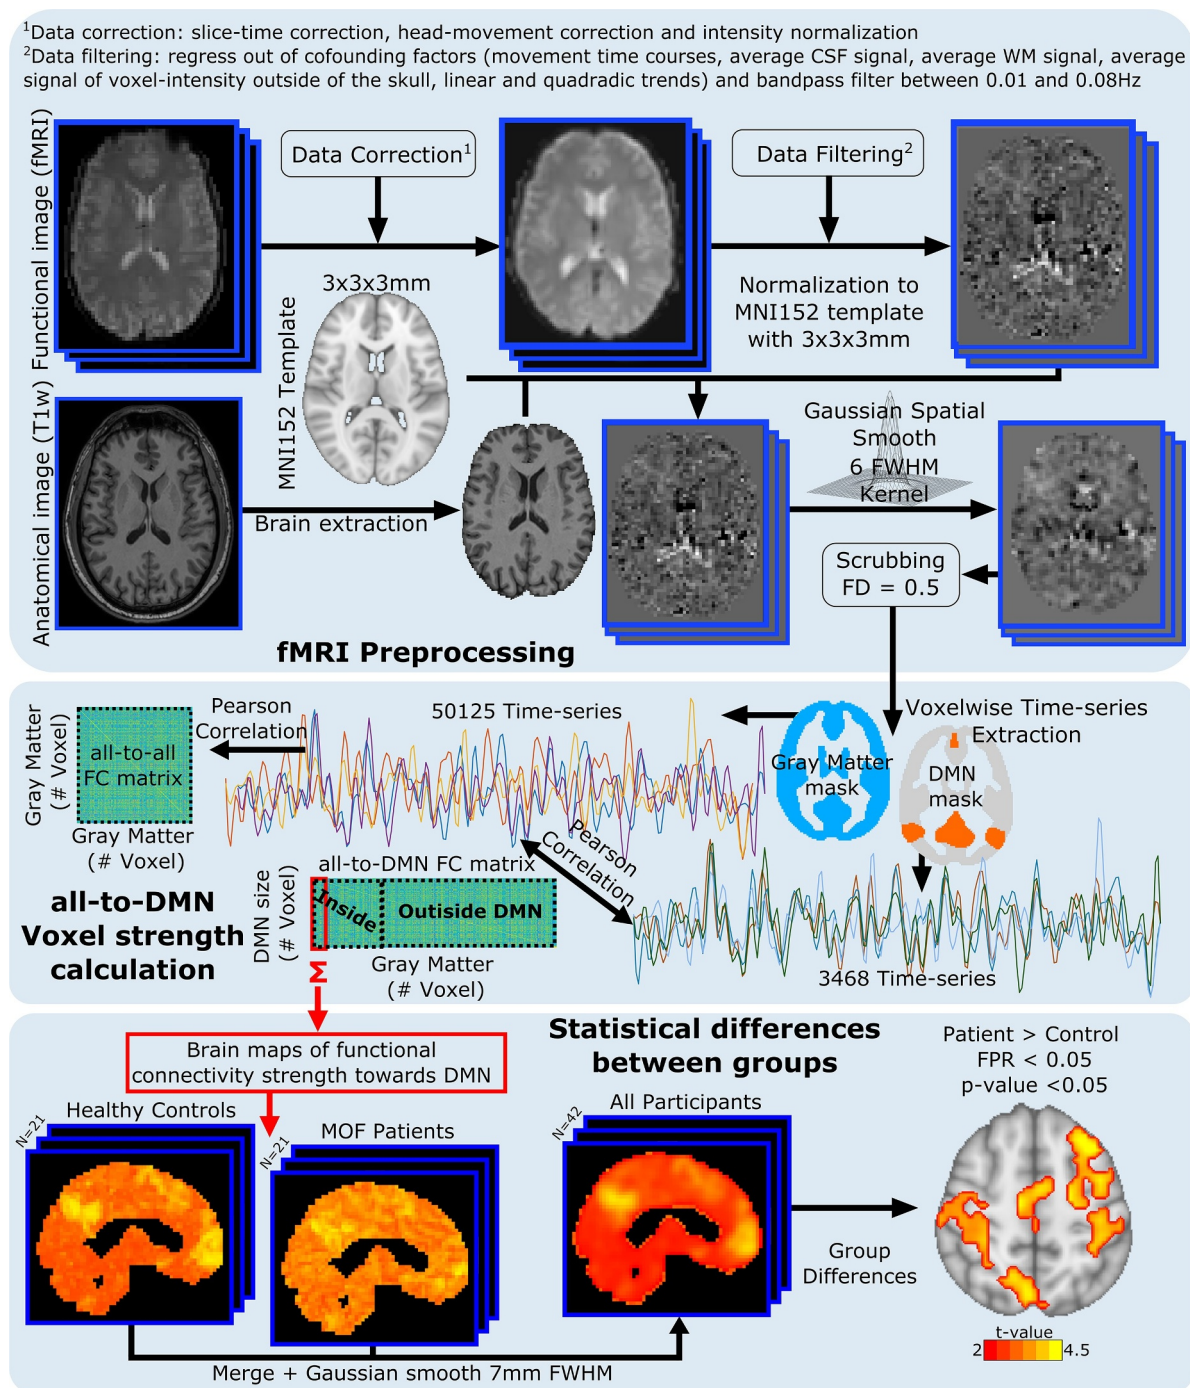 ¹Data correction: slice-time correction, head-movement correction and intensity normalization
²Data filtering: regress out of cofounding factors (movement time courses, average CSF signal, average WM signal, average
signal of voxel-intensity outside of the skull, linear and quadradic trends) and bandpass filter between 0.01 and 0.08Hz
Functional image (fMRI)
Data Correction¹
Data Filtering²
3x3x3mm
MNI152 Template
Normalization to
MNI152 template
with 3x3x3mm
Anatomical image (T1w)
Brain extraction
Gaussian Spatial
Smooth
6 FWHM
Kernel
Scrubbing
FD = 0.5
fMRI Preprocessing
Gray Matter
(# Voxel)
all-to-all
FC matrix
Gray Matter
(# Voxel)
Pearson
Correlation
50125 Time-series
Gray Matter
mask
Voxelwise Time-series
Extraction
DMN
mask
Pearson
Correlation
all-to-DMN FC matrix
all-to-DMN
Voxel strength
calculation
DMN size
(# Voxel)
Inside
Outiside DMN
Gray Matter
(# Voxel)
Σ
3468 Time-series
Statistical differences
between groups
Brain maps of functional
connectivity strength towards DMN
Healthy Controls
N=21
MOF Patients
N=21
All Participants
N=42
Patient > Control
FPR < 0.05
p-value <0.05
Group
Differences
t-value
2 4.5
Merge + Gaussian smooth 7mm FWHM